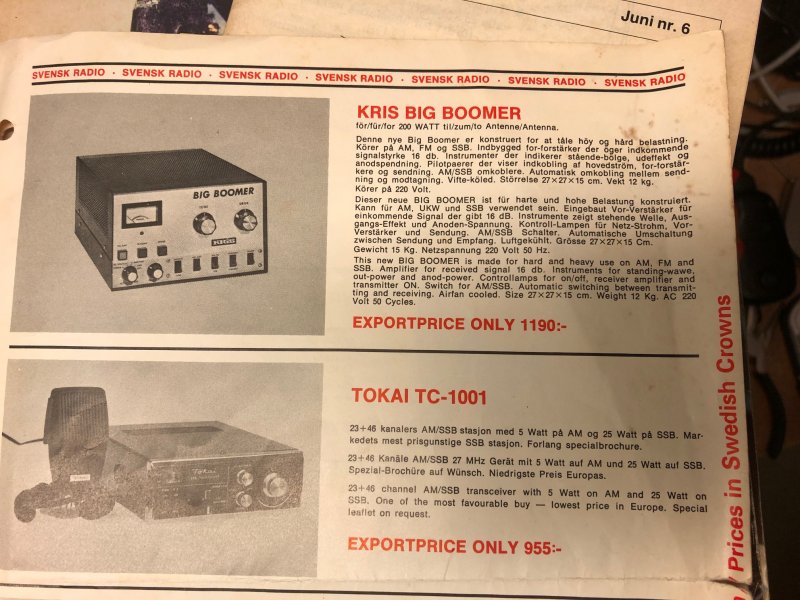 Juni nr. 6
SVENSK RADIO · SVENSK RADIO · SVENSK RADIO · SVENSK RADIO · SVENSK RADIO · SVENSK RADIO · SVENSK RADIO
KRIS BIG BOOMER
för/für/for 200 WATT til/zum/to Antenne/Antenna.
Denne nye Big Boomer er konstruert for at tåle höy og hård belastning.
Körer på AM, FM og SSB. Indbygged for-forstärker der öger indkommende
signalstyrke 16 db. Instrumenter der indikerer stående-bölge, udeffekt og
anodspending. Pilotpaerer der viser indkobling af hovedström, for-forstär-
kere og sendning. AM/SSB omkoblere. Automatisk omkobling mellem send-
ning og modtagning. Vifte-köled. Störrelse 27×27×15 cm. Vekt 12 kg.
Körer på 220 Volt.
Dieser neue BIG BOOMER ist für harte und hohe Belastung konstruiert.
Kann für AM, UKW und SSB verwendet sein. Eingebaut Vor-Verstärker für
einkommende Signal der gibt 16 dB. Instrumente zeigt stehende Welle, Aus-
gangs-Effekt und Anoden-Spannung. Kontroll-Lampen für Netz-Strohm, Vor-
Verstärker und Sendung. AM/SSB Schalter. Automatische Umschaltung
zwischen Sendung und Empfang. Luftgekühlt. Grösse 27×27×15 Cm.
Gewicht 15 Kg. Netzspannung 220 Volt 50 Hz.
This new BIG BOOMER is made for hard and heavy use on AM, FM and
SSB. Amplifier for received signal 16 db. Instruments for standing-wawe,
out-power and anod-power. Controllamps for on/off, receiver amplifier and
transmitter ON. Switch for AM/SSB. Automatic switching between transmit-
ting and receiving. Airfan cooled. Size 27×27×15 cm. Weight 12 Kg. AC 220
Volt 50 Cycles.
EXPORTPRICE ONLY 1190:-
BIG BOOMER
KRIS
TOKAI TC-1001
23+46 kanalers AM/SSB stasjon med 5 Watt på AM og 25 Watt på SSB. Mar-
kedets mest prisgunstige SSB stasjon. Forlang specialbrochure.
23+46 Kanäle AM/SSB 27 MHz Gerät mit 5 Watt auf AM und 25 Watt auf SSB.
Spezial-Brochüre auf Wünsch. Niedrigste Preis Europas.
23+46 channel AM/SSB transceiver with 5 Watt on AM and 25 Watt on
SSB. One of the most favourable buy — lowest price in Europe. Special
leaflet on request.
EXPORTPRICE ONLY 955:-
Tokai
/ Prices in Swedish Crowns